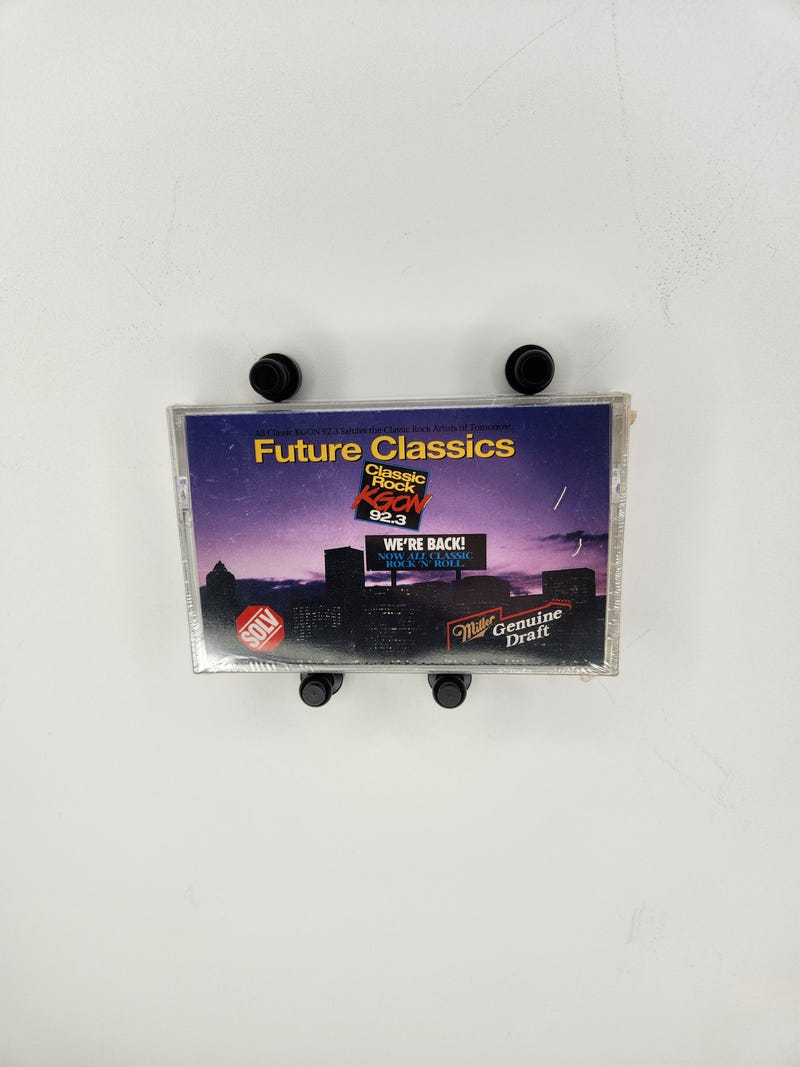 All Classic KGON 92.3 Salutes the Classic Rock Artists of Tomorrow.
Future Classics
Classic
Rock
KGON
92.3
WE'RE BACK!
NOW ALL CLASSIC
ROCK 'N' ROLL
SOLV
Miller Genuine
Draft